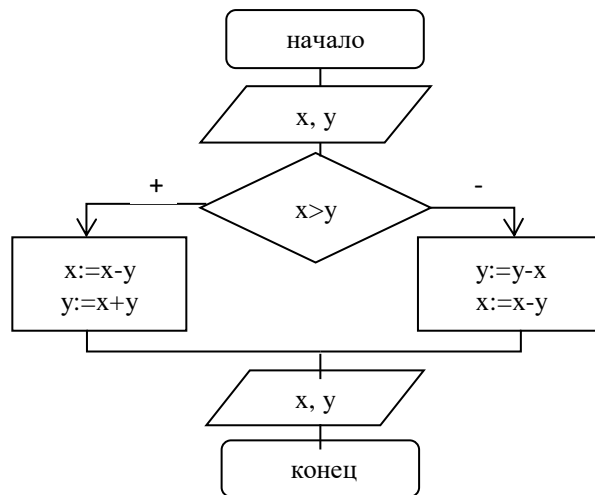 начало
x, y
+
-
x>y
x:=x-y
y:=x+y
y:=y-x
x:=x-y
x, y
конец